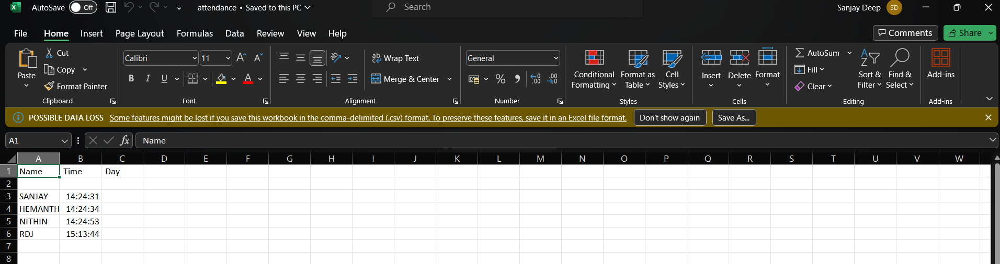 AutoSave Off attendance • Saved to this PC Search Sanjay Deep SD
File Home Insert Page Layout Formulas Data Review View Help Comments Share
Paste Cut
Copy
Format Painter
Clipboard
Calibri 11
B I U A
Font
Wrap Text
Merge & Center
Alignment
General
% 9 .00 .00
Number
Conditional Formatting
Format as Table
Cell Styles
Styles
Insert Delete Format
Cells
AutoSum
Fill
Clear
Sort & Filter
Find & Select
Editing
Add-ins
Add-ins
POSSIBLE DATA LOSS Some features might be lost if you save this workbook in the comma-delimited (.csv) format. To preserve these features, save it in an Excel file format. Don't show again Save As...
A1 fx Name
A B C D E F G H I J K L M N O P Q R S T U V W
1 Name Time Day
2
3 SANJAY 14:24:31
4 HEMANTH 14:24:34
5 NITHIN 14:24:53
6 RDJ 15:13:44
7
8